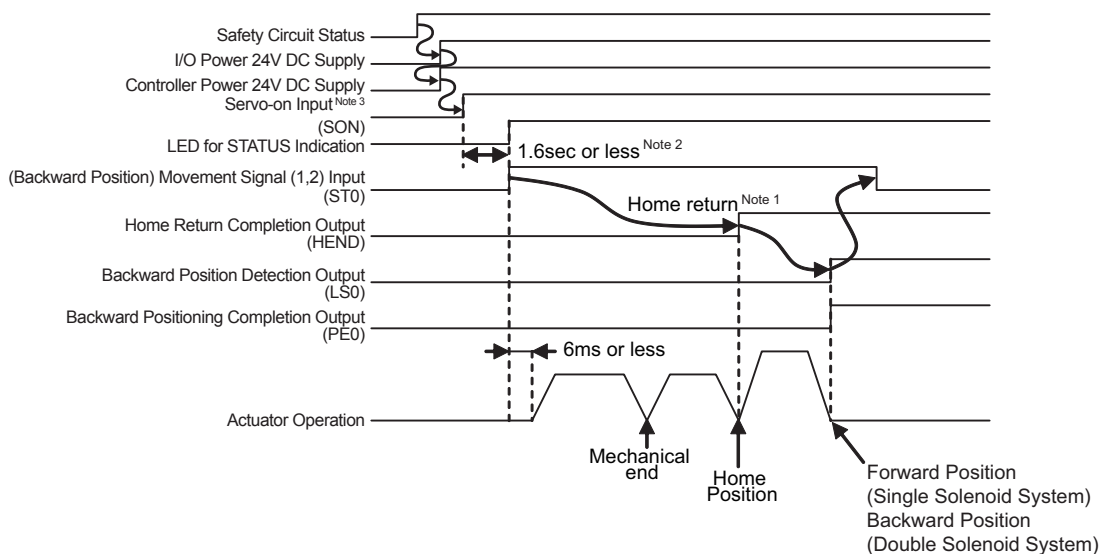 Safety Circuit Status
I/O Power 24V DC Supply
Controller Power 24V DC Supply
Servo-on Input Note 3
(SON)
LED for STATUS Indication
1.6sec or less Note 2
(Backward Position) Movement Signal (1,2) Input
(ST0)
Home return Note 1
Home Return Completion Output
(HEND)
Backward Position Detection Output
(LS0)
Backward Positioning Completion Output
(PE0)
6ms or less
Actuator Operation
Mechanical
end
Home
Position
Forward Position
(Single Solenoid System)
Backward Position
(Double Solenoid System)